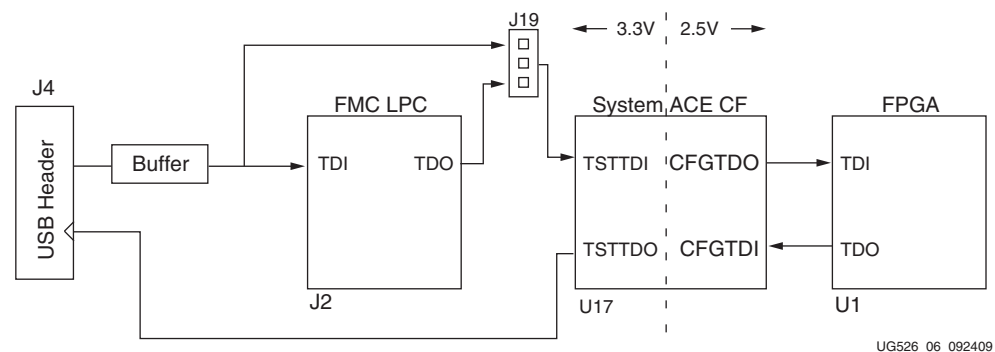 J19
3.3V
2.5V
J4
FMC LPC
System ACE CF
FPGA
USB Header
Buffer
TDI
TDO
TSTTDI
CFGTDO
TDI
TSTTDO
CFGTDI
TDO
J2
U17
U1
UG526_06_092409